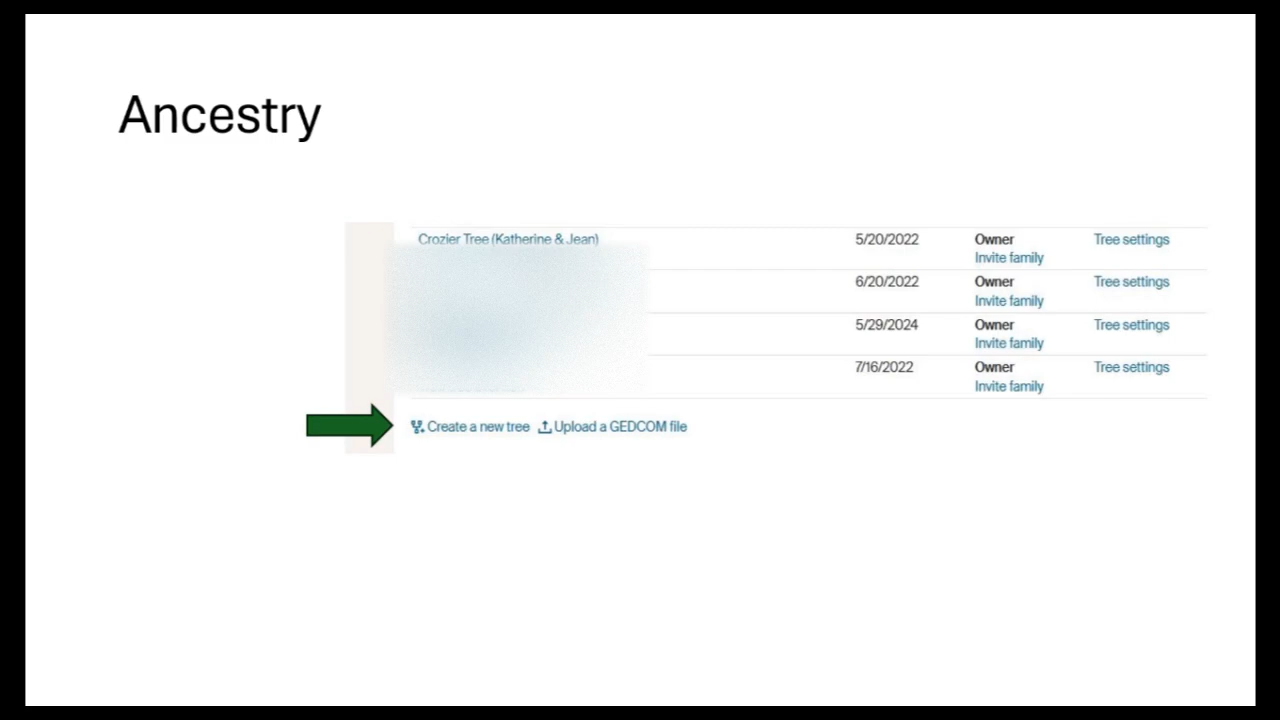 Ancestry
Crozier Tree (Katherine & Jean) 5/20/2022 Owner Tree settings
Invite family
6/20/2022 Owner Tree settings
Invite family
5/29/2024 Owner Tree settings
Invite family
7/16/2022 Owner Tree settings
Invite family
Create a new tree Upload a GEDCOM file